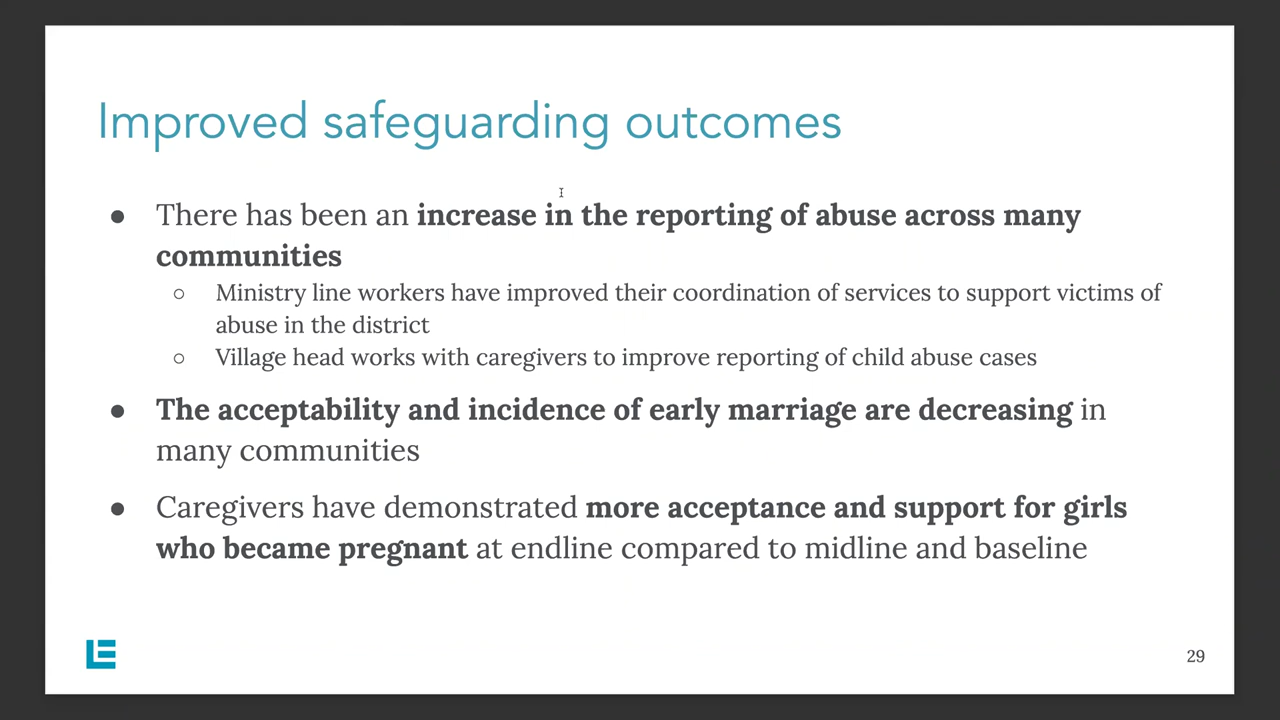 Improved safeguarding outcomes
● There has been an increase in the reporting of abuse across many
communities
○ Ministry line workers have improved their coordination of services to support victims of
abuse in the district
○ Village head works with caregivers to improve reporting of child abuse cases
● The acceptability and incidence of early marriage are decreasing in
many communities
● Caregivers have demonstrated more acceptance and support for girls
who became pregnant at endline compared to midline and baseline
LE
29